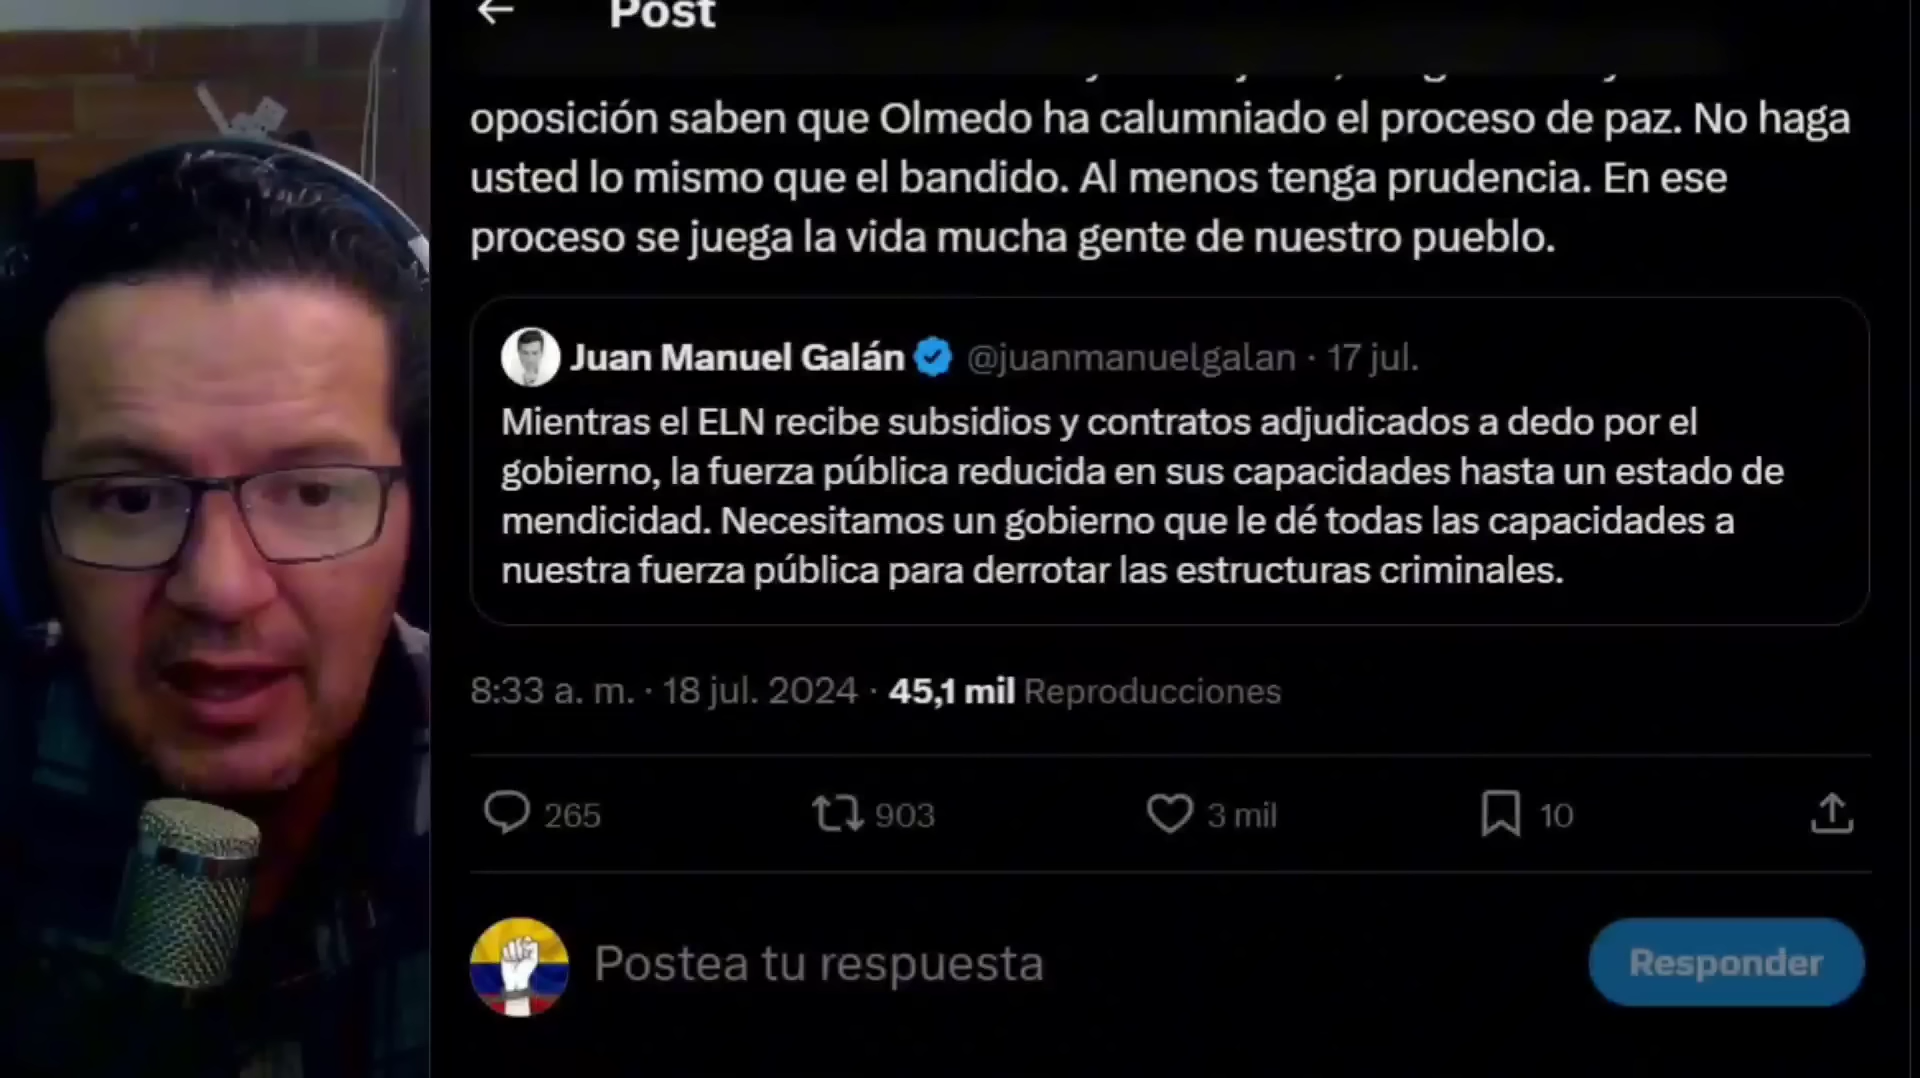 Post
oposición saben que Olmedo ha calumniado el proceso de paz. No haga
usted lo mismo que el bandido. Al menos tenga prudencia. En ese
proceso se juega la vida mucha gente de nuestro pueblo.
Juan Manuel Galán @juanmanuelgalan · 17 jul.
Mientras el ELN recibe subsidios y contratos adjudicados a dedo por el
gobierno, la fuerza pública reducida en sus capacidades hasta un estado de
mendicidad. Necesitamos un gobierno que le dé todas las capacidades a
nuestra fuerza pública para derrotar las estructuras criminales.
8:33 a. m. · 18 jul. 2024 · 45,1 mil Reproducciones
265 903 3 mil 10
Postea tu respuesta Responder